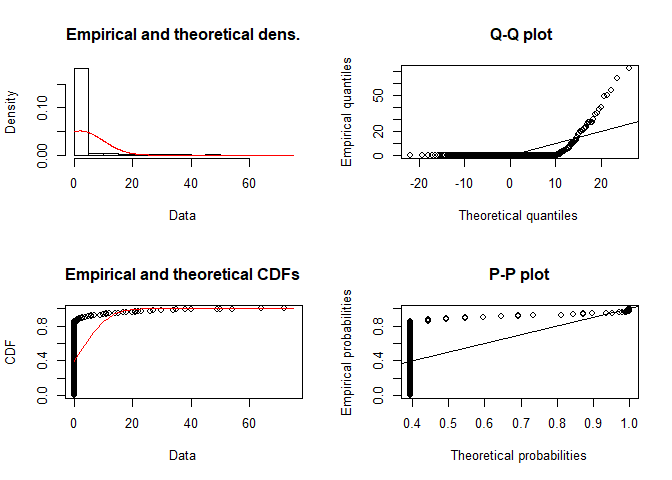 Empirical and theoretical dens.
Density
0.00 0.10
0 20 40 60
Data
Q-Q plot
Empirical quantiles
0 20 50
-20 -10 0 10 20
Theoretical quantiles
Empirical and theoretical CDFs
CDF
0.0 0.4 0.8
0 20 40 60
Data
P-P plot
Empirical probabilities
0.0 0.4 0.8
0.4 0.5 0.6 0.7 0.8 0.9 1.0
Theoretical probabilities